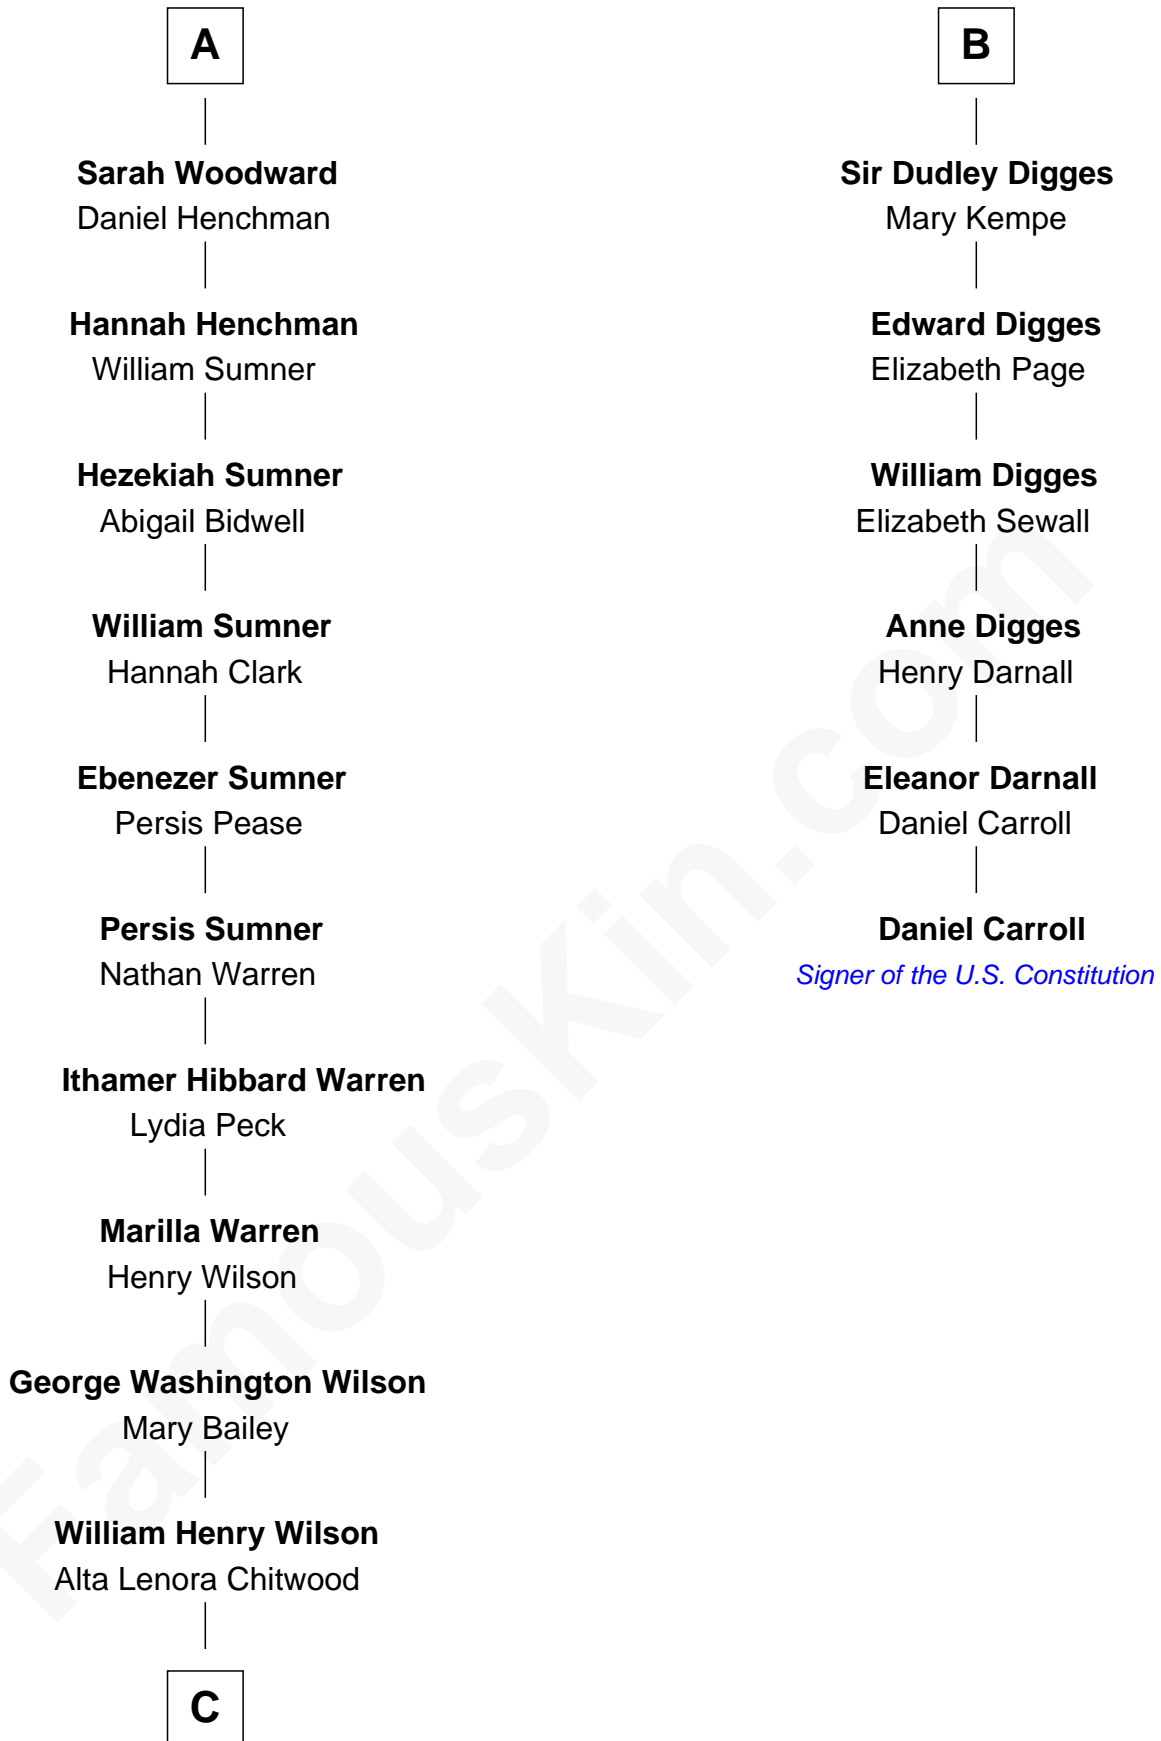 A
Sarah Woodward
Daniel Henchman
Hannah Henchman
William Sumner
Hezekiah Sumner
Abigail Bidwell
William Sumner
Hannah Clark
Ebenezer Sumner
Persis Pease
Persis Sumner
Nathan Warren
Ithamer Hibbard Warren
Lydia Peck
Marilla Warren
Henry Wilson
George Washington Wilson
Mary Bailey
William Henry Wilson
Alta Lenora Chitwood
C
B
Sir Dudley Digges
Mary Kempe
Edward Digges
Elizabeth Page
William Digges
Elizabeth Sewall
Anne Digges
Henry Darnall
Eleanor Darnall
Daniel Carroll
Daniel Carroll
Signer of the U.S. Constitution
FamousKin.com